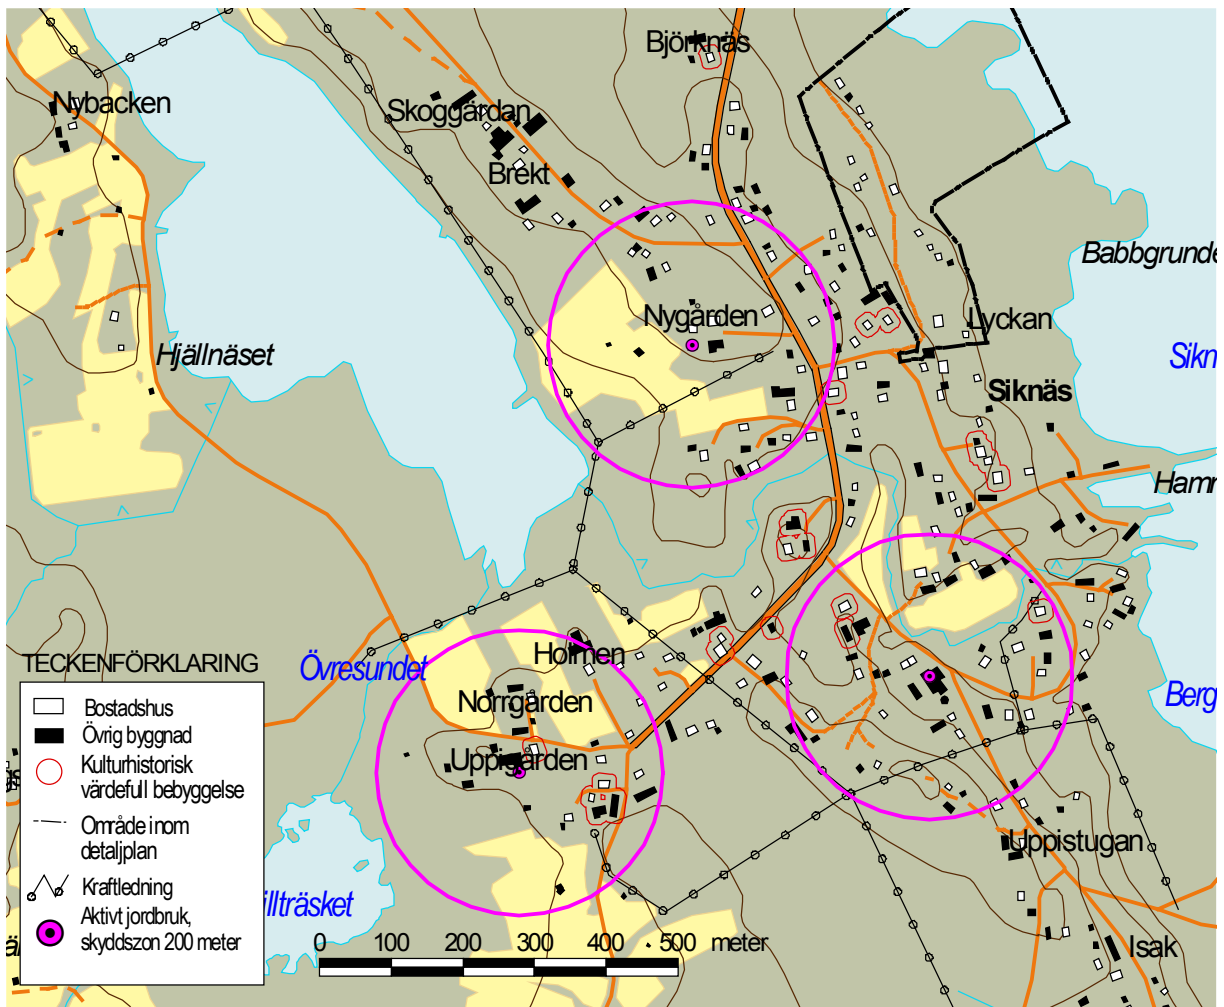 Björknäs
Nybacken
Skoggärdan
Brekt
Babbgrunde
Nygården
Lyckan
Hjällnäset
Sikn
Siknäs
Hamn
TECKENFÖRKLARING
Bostadshus
Övrig byggnad
Kulturhistorisk
värdefull bebyggelse
Område inom
detaljplan
Kraftledning
Aktivt jordbruk,
skyddszon 200 meter
Övresundet
Holmen
Norrgården
Uppigården
Berg
Uppistugan
illträsket
Isak
0 100 200 300 400 500 meter